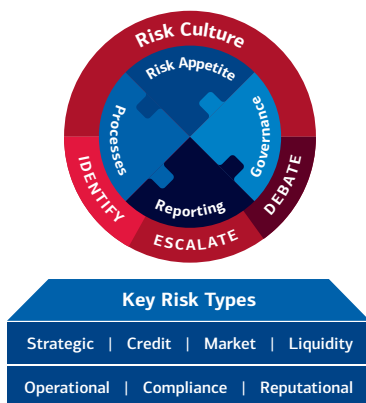 Risk Culture
Risk Appetite
Processes
Governance
Reporting
IDENTIFY
ESCALATE
DEBATE
Key Risk Types
Strategic | Credit | Market | Liquidity
Operational | Compliance | Reputational